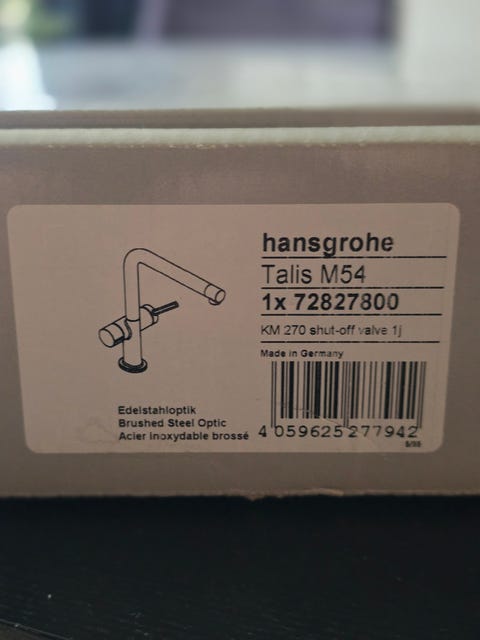 hansgrohe
Talis M54
1x 72827800
KM 270 shut-off valve 1j
Made in Germany
Edelstahloptik
Brushed Steel Optic
Acier inoxydable brossé
4 059625 277942